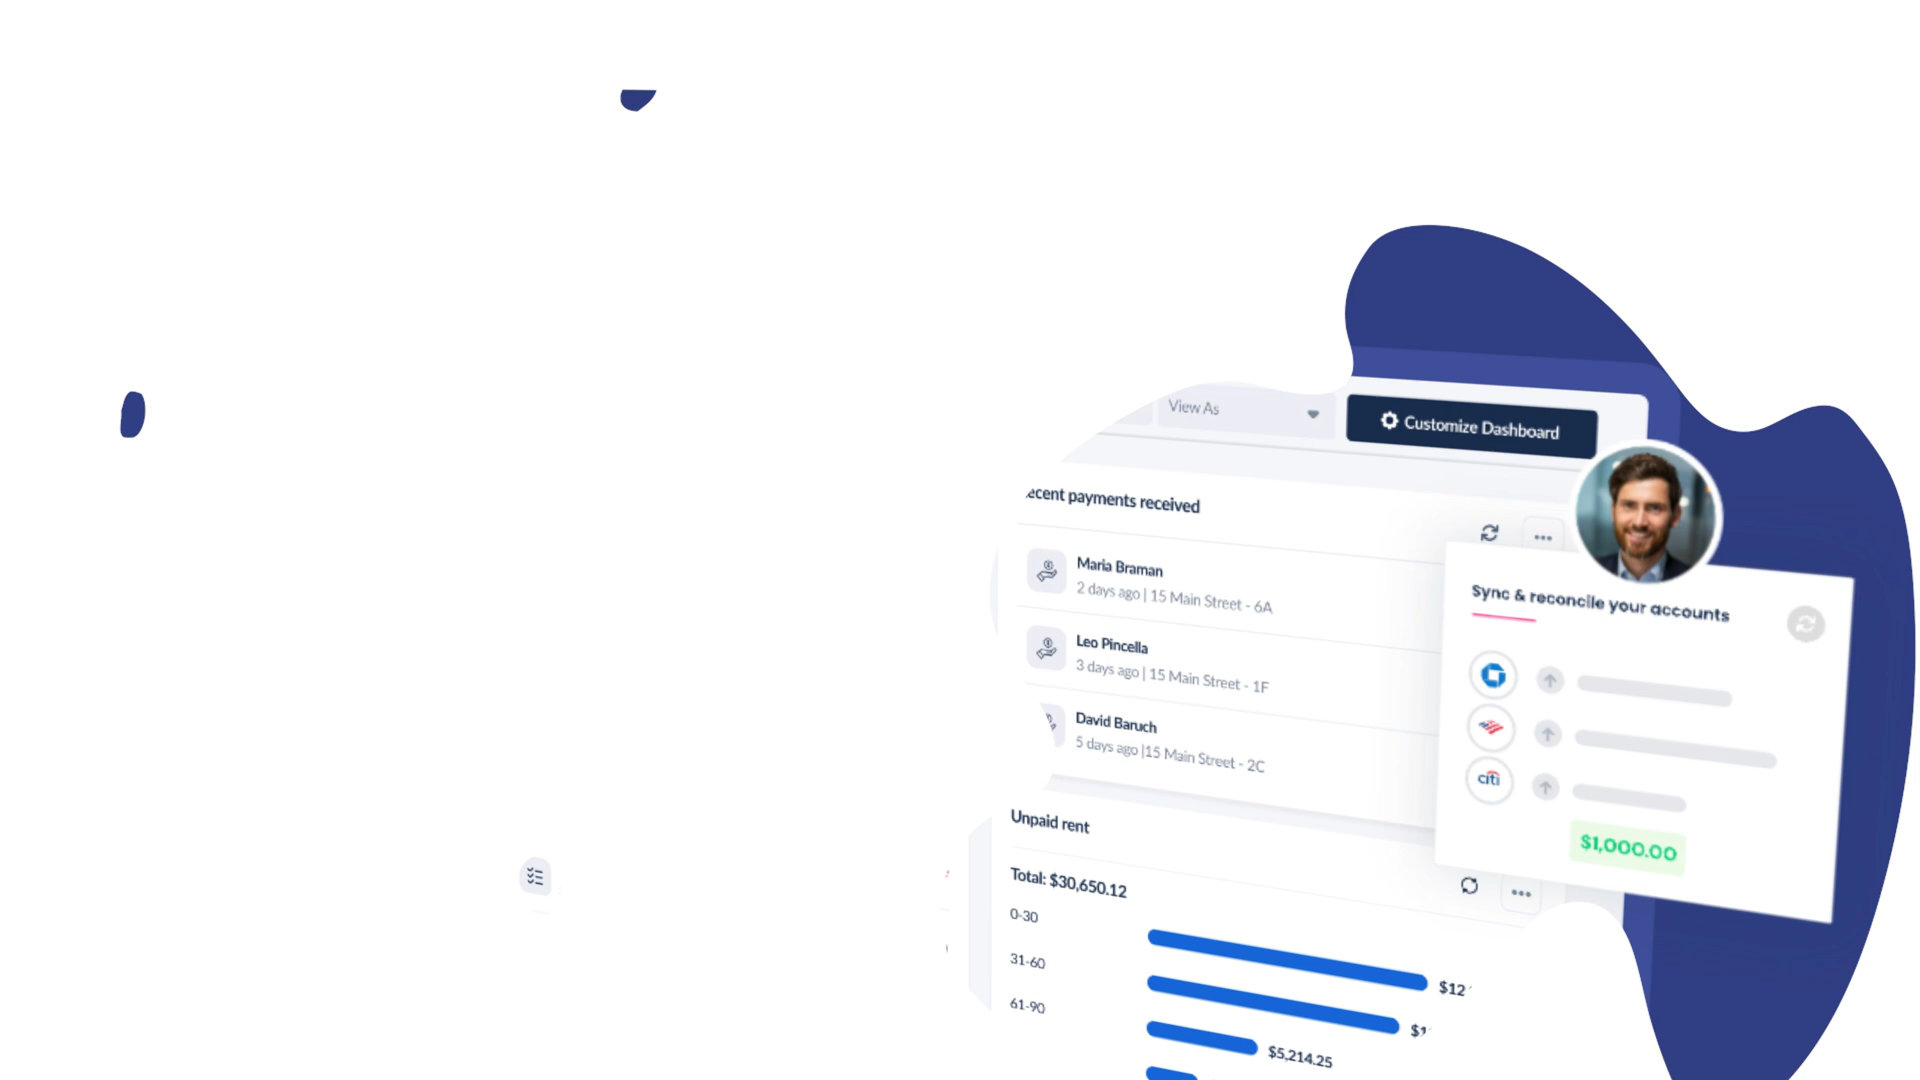 View As
Customize Dashboard
ecent payments received
Maria Braman
2 days ago | 15 Main Street - 6A
Leo Pincella
3 days ago | 15 Main Street - 1F
David Baruch
5 days ago |15 Main Street - 2C
Sync & reconcile your accounts
citi
$1,000.00
Unpaid rent
Total: $30,650.12
0-30
$12
31-60
61-90
$5,214.25